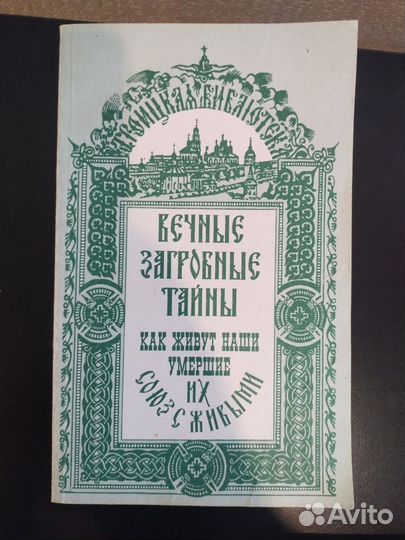 ТРОИЦКАЯ БИБЛИОТЕКА
ВЕЧНЫЕ
ЗАГРОБНЫЕ
ТАЙНЫ
КАК ЖИВУТ НАШИ
УМЕРШИЕ
ИХ
СОЮЗ С ЖИВЫМИ
Avito